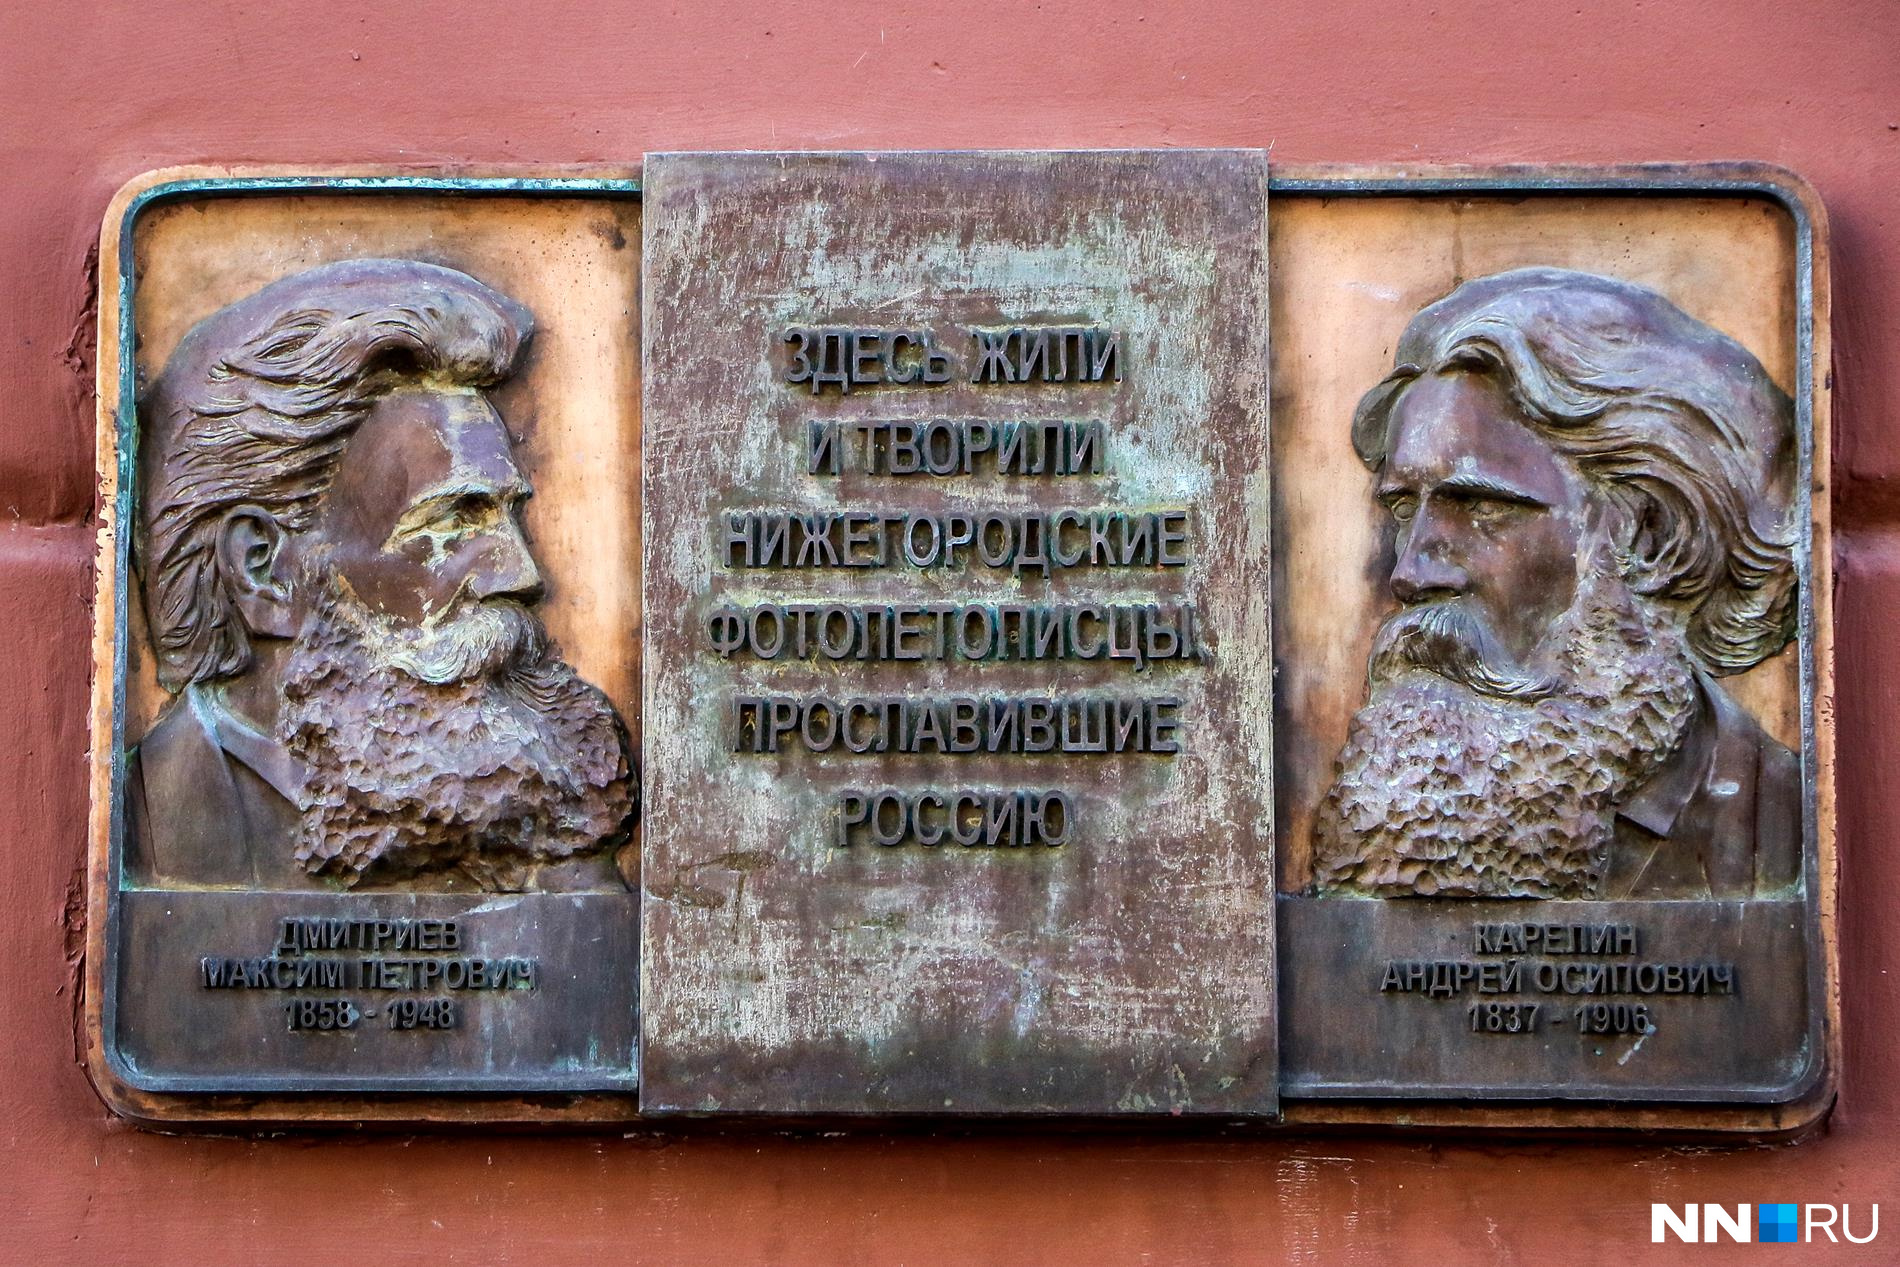 ЗДЕСЬ ЖИЛИ
И ТВОРИЛИ
НИЖЕГОРОДСКИЕ
ФОТОЛЕТОПИСЦЫ,
ПРОСЛАВИВШИЕ
РОССИЮ
ДМИТРИЕВ
МАКСИМ ПЕТРОВИЧ
1858 - 1948
КАРЕЛИН
АНДРЕЙ ОСИПОВИЧ
1837 - 1906
NN RU